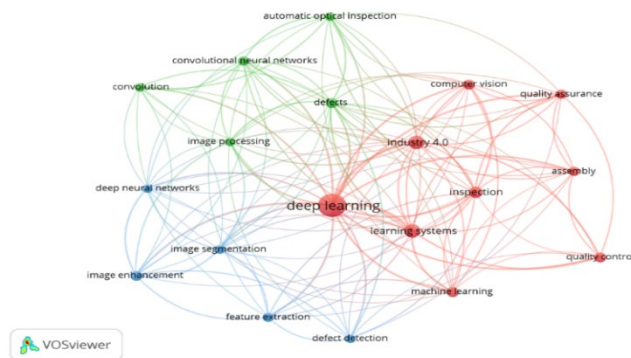 automatic optical inspection
convolutional neural networks
convolution
computer vision
quality assurance
defects
image processing
industry 4.0
assembly
deep neural networks
inspection
deep learning
learning systems
image segmentation
quality control
image enhancement
machine learning
feature extraction
defect detection
VOSviewer